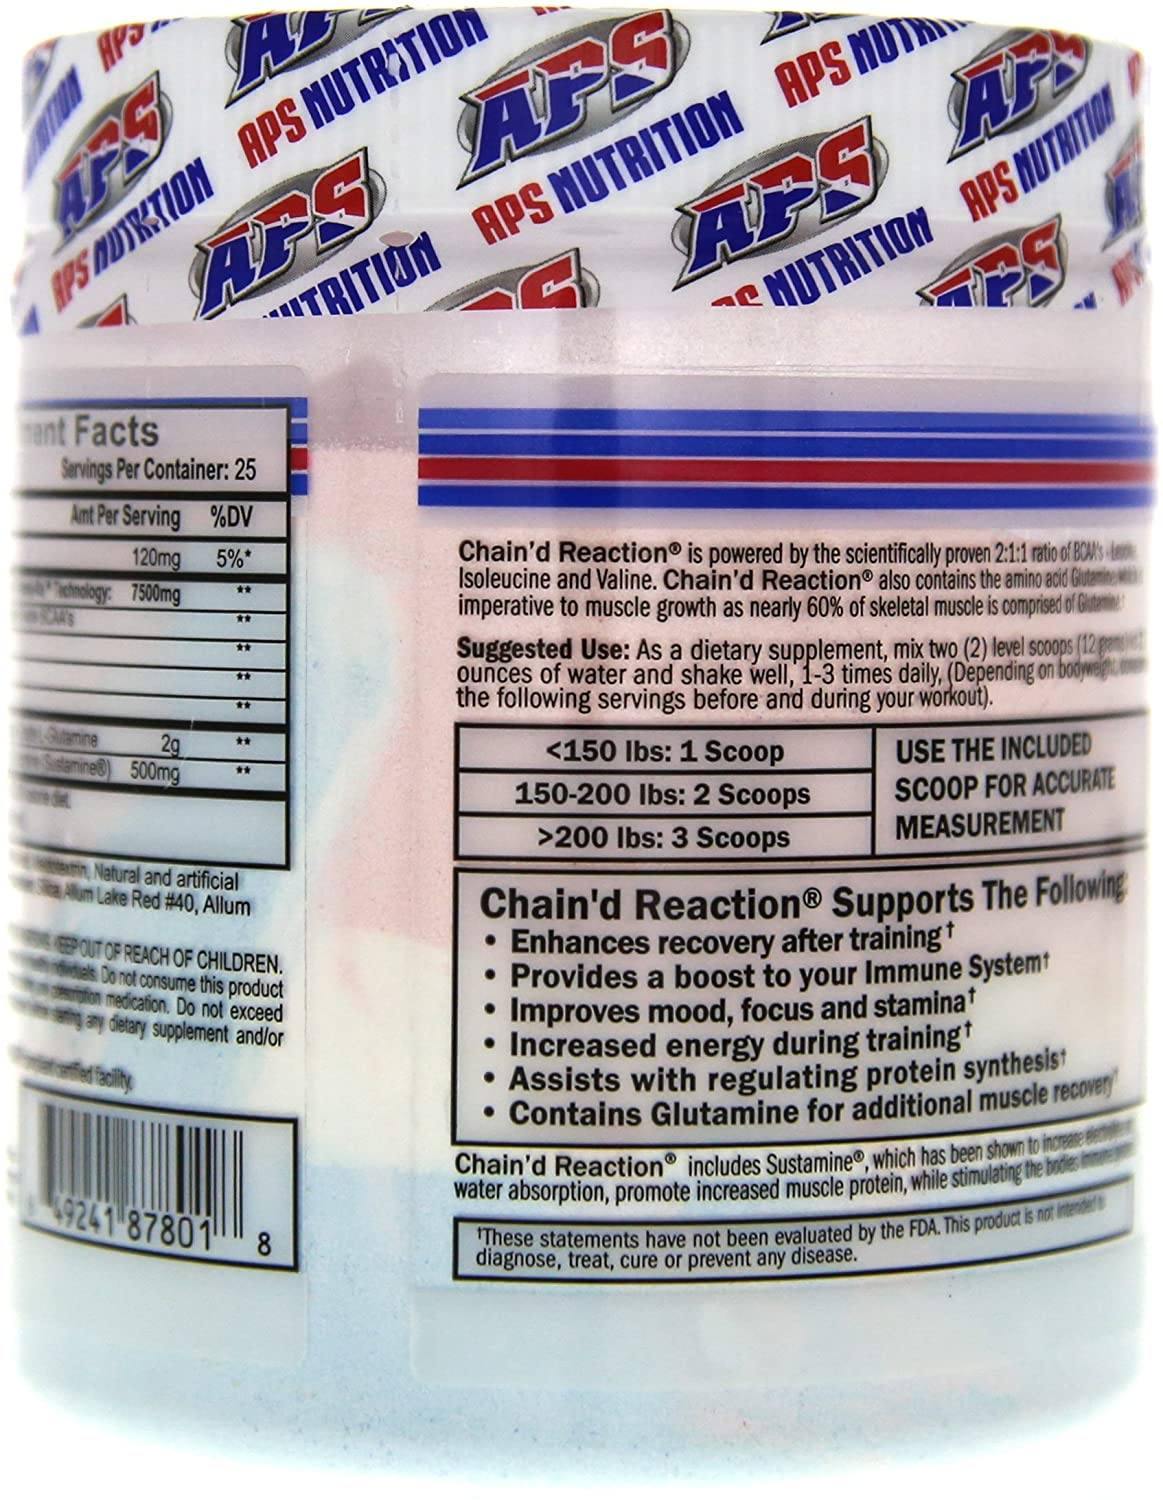 APS NUTRITION
APS NUTRITION
APS NUTRITION
APS NUTRITION
APS NUTRITION
APS
APS
APS
APS
APS
APS
NUTRITION
NUTRITION
Facts
Servings Per Container: 25
Amt Per Serving %DV
120mg 5%*
Technology: 7500mg **
BCAA's **
**
**
**
L-Glutamine 2g **
Sustamine®) 500mg **
diet.
Natural and artificial
Allum Lake Red #40, Allum
KEEP OUT OF REACH OF CHILDREN.
individuals. Do not consume this product
prescription medication. Do not exceed
starting any dietary supplement and/or
certified facility.
49241 87801 8
Chain'd Reaction® is powered by the scientifically proven 2:1:1 ratio of BCAA's - Leucine,
Isoleucine and Valine. Chain'd Reaction® also contains the amino acid Glutamine
imperative to muscle growth as nearly 60% of skeletal muscle is comprised of Glutamine.†
Suggested Use: As a dietary supplement, mix two (2) level scoops (12 grams)
ounces of water and shake well, 1-3 times daily, (Depending on bodyweight,
the following servings before and during your workout).
<150 lbs: 1 Scoop
150-200 lbs: 2 Scoops
>200 lbs: 3 Scoops
USE THE INCLUDED
SCOOP FOR ACCURATE
MEASUREMENT
Chain'd Reaction® Supports The Following:
• Enhances recovery after training†
• Provides a boost to your Immune System†
• Improves mood, focus and stamina†
• Increased energy during training†
• Assists with regulating protein synthesis†
• Contains Glutamine for additional muscle recovery†
Chain'd Reaction® includes Sustamine®, which has been shown to increase
water absorption, promote increased muscle protein, while stimulating the bodies immune
†These statements have not been evaluated by the FDA. This product is not intended to
diagnose, treat, cure or prevent any disease.